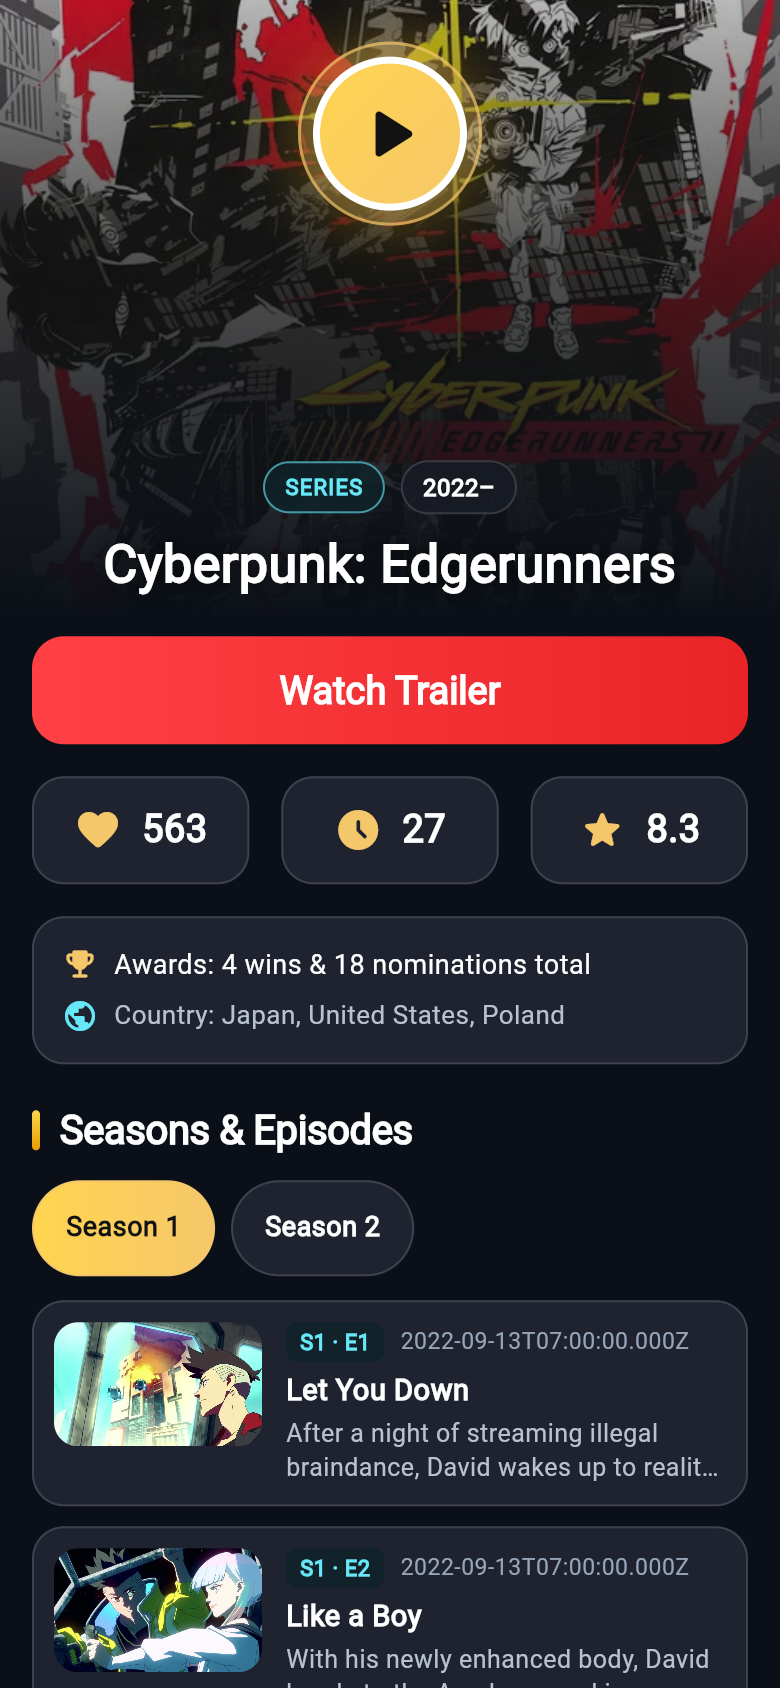 CYBERPUNK
EDGERUNNERS
SERIES
2022–
Cyberpunk: Edgerunners
Watch Trailer
563
27
8.3
Awards: 4 wins & 18 nominations total
Country: Japan, United States, Poland
Seasons & Episodes
Season 1
Season 2
S1 · E1 2022-09-13T07:00:00.000Z
Let You Down
After a night of streaming illegal
braindance, David wakes up to realit...
S1 · E2 2022-09-13T07:00:00.000Z
Like a Boy
With his newly enhanced body, David